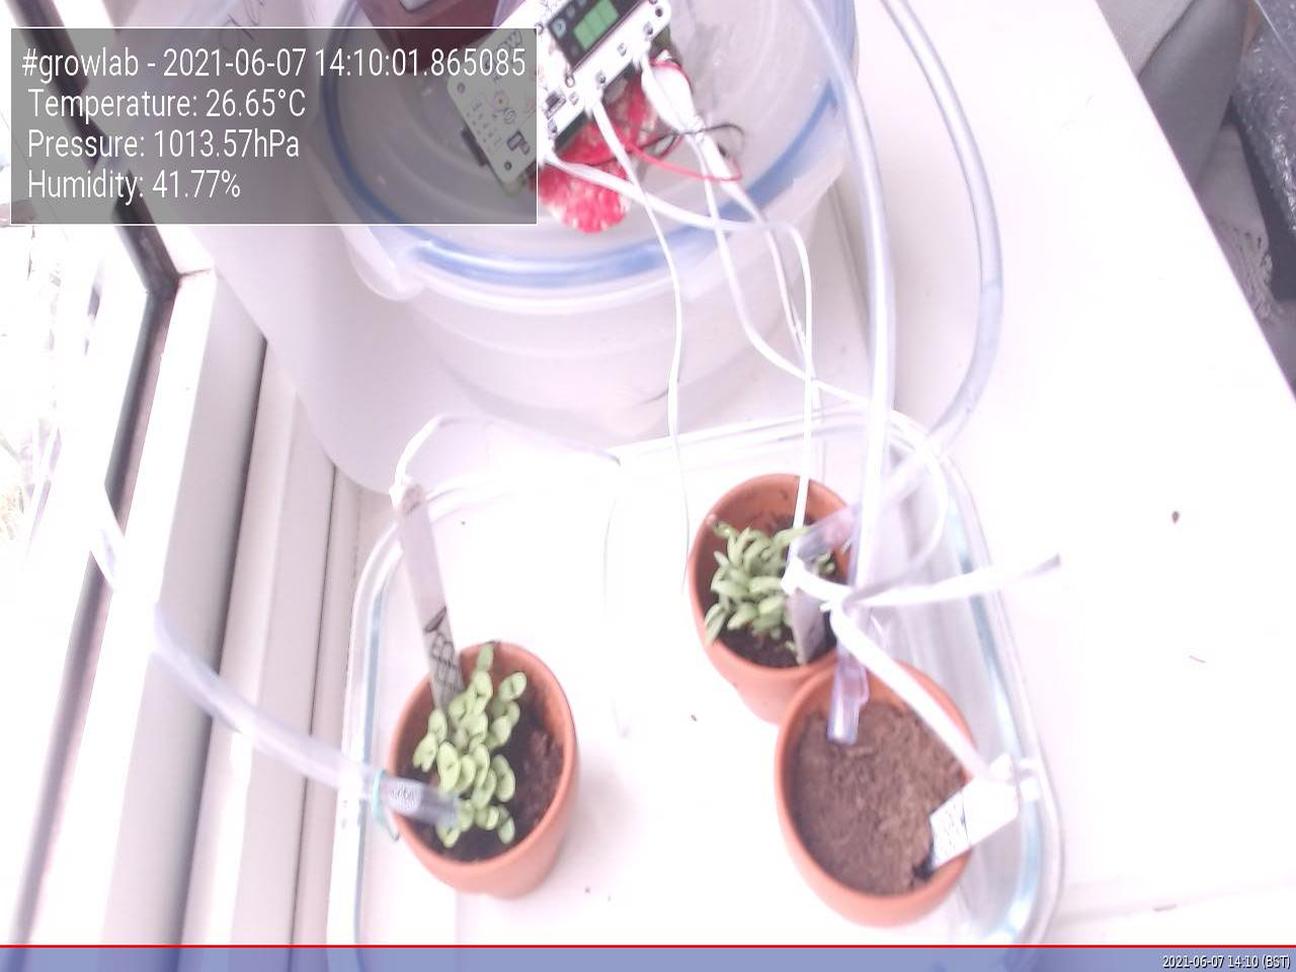 #growlab - 2021-06-07 14:10:01.865085
Temperature: 26.65°C
Pressure: 1013.57hPa
Humidity: 41.77%
2021-06-07 14:10 (BST)